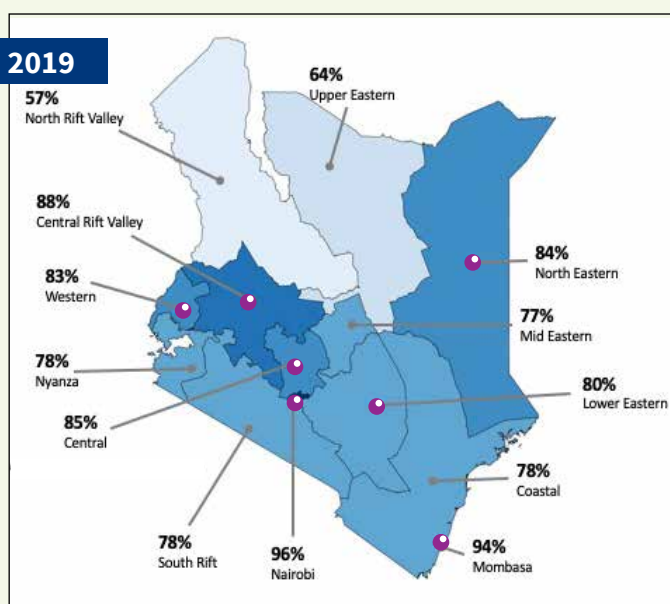 2019
57%
North Rift Valley
64%
Upper Eastern
88%
Central Rift Valley
83%
Western
84%
North Eastern
77%
Mid Eastern
78%
Nyanza
80%
Lower Eastern
85%
Central
78%
Coastal
78%
South Rift
96%
Nairobi
94%
Mombasa